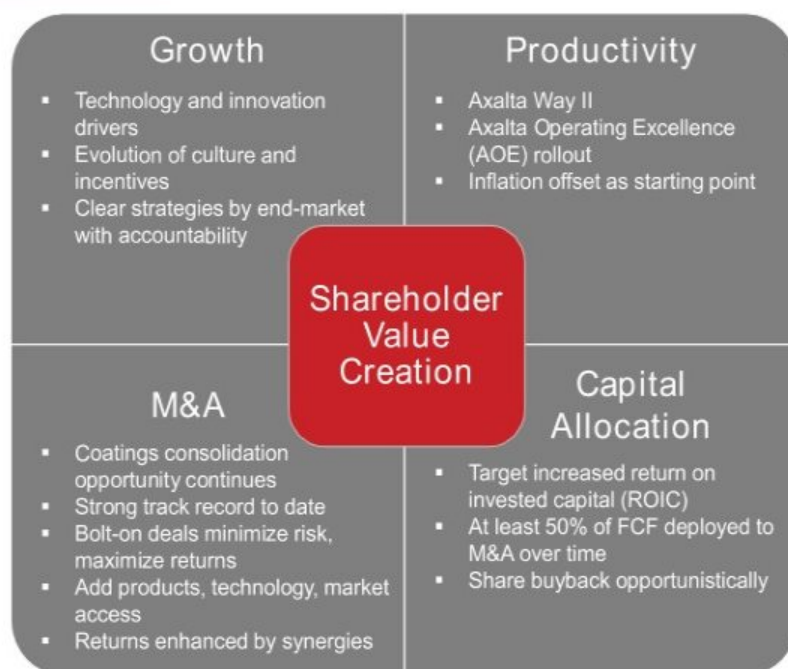 Growth
▪ Technology and innovation
drivers
▪ Evolution of culture and
incentives
▪ Clear strategies by end-market
with accountability
Productivity
▪ Axalta Way II
▪ Axalta Operating Excellence
(AOE) rollout
▪ Inflation offset as starting point
Shareholder
Value
Creation
M&A
▪ Coatings consolidation
opportunity continues
▪ Strong track record to date
▪ Bolt-on deals minimize risk,
maximize returns
▪ Add products, technology, market
access
▪ Returns enhanced by synergies
Capital
Allocation
▪ Target increased return on
invested capital (ROIC)
▪ At least 50% of FCF deployed to
M&A over time
▪ Share buyback opportunistically